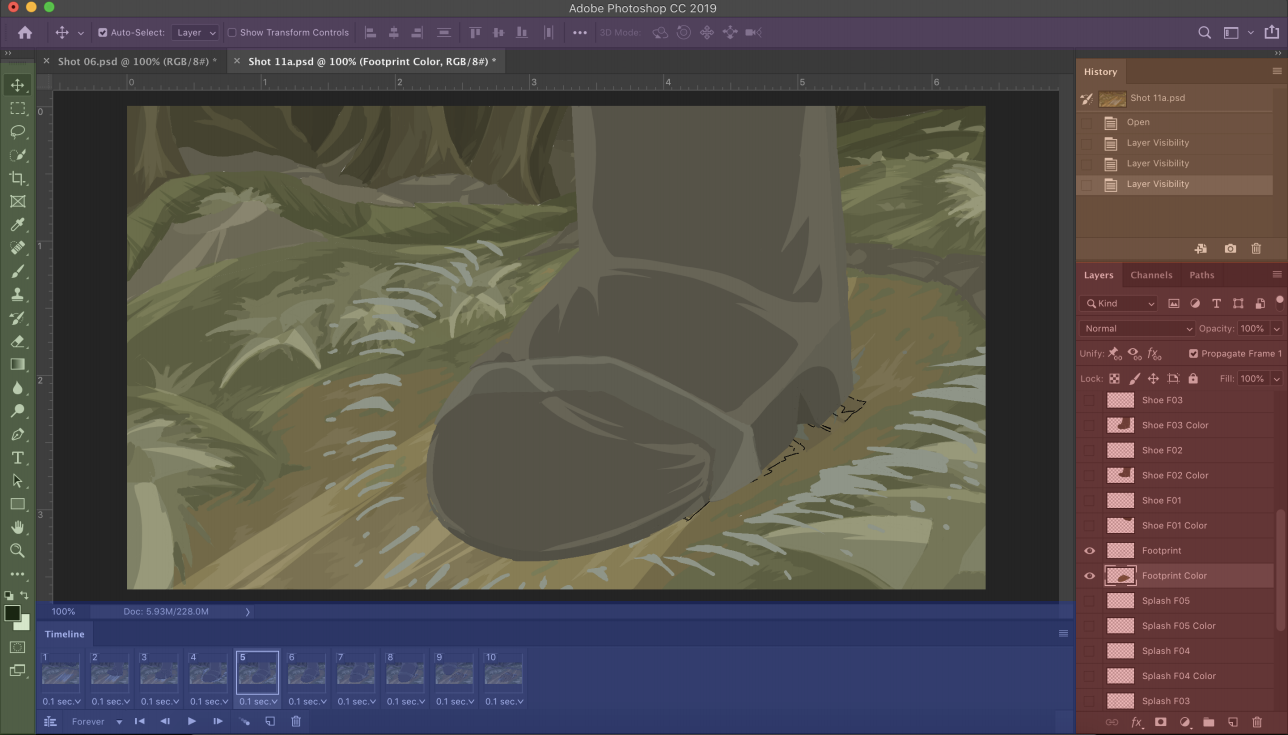 Adobe Photoshop CC 2019
Auto-Select: Layer Show Transform Controls 3D Mode:
Shot 06.psd @ 100% (RGB/8#) * Shot 11a.psd @ 100% (Footprint Color, RGB/8#) *
0 1 2 3 4 5 6
0
1
2
3
History
Shot 11a.psd
Open
Layer Visibility
Layer Visibility
Layer Visibility
Layers Channels Paths
Kind
Normal Opacity: 100%
Unify: Propagate Frame 1
Lock: Fill: 100%
Shoe F03
Shoe F03 Color
Shoe F02
Shoe F02 Color
Shoe F01
Shoe F01 Color
Footprint
Footprint Color
Splash F05
Splash F05 Color
Splash F04
Splash F04 Color
Splash F03
100% Doc: 5.93M/228.0M
Timeline
1 2 3 4 5 6 7 8 9 10
0.1 sec. 0.1 sec. 0.1 sec. 0.1 sec. 0.1 sec. 0.1 sec. 0.1 sec. 0.1 sec. 0.1 sec. 0.1 sec.
Forever